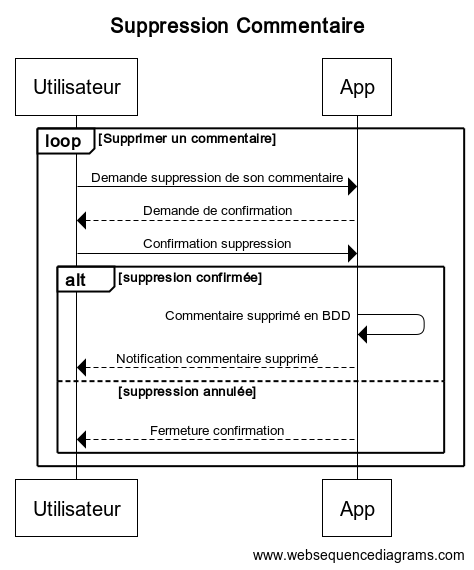 Suppression Commentaire
Utilisateur App
loop [Supprimer un commentaire]
Demande suppression de son commentaire
Demande de confirmation
Confirmation suppression
alt [suppresion confirmée]
Commentaire supprimé en BDD
Notification commentaire supprimé
[suppression annulée]
Fermeture confirmation
Utilisateur App
www.websequencediagrams.com